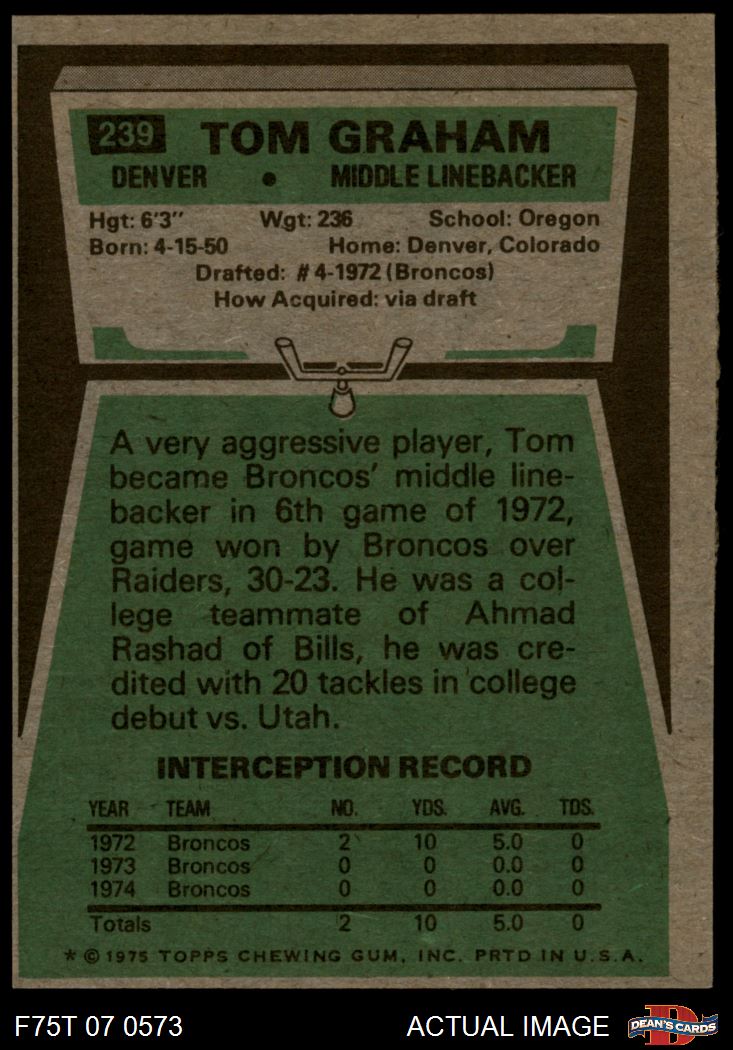 239 TOM GRAHAM
DENVER • MIDDLE LINEBACKER
Hgt: 6'3" Wgt: 236 School: Oregon
Born: 4-15-50 Home: Denver, Colorado
Drafted: #4-1972 (Broncos)
How Acquired: via draft
A very aggressive player, Tom
became Broncos' middle line-
backer in 6th game of 1972,
game won by Broncos over
Raiders, 30-23. He was a col-
lege teammate of Ahmad
Rashad of Bills, he was cre-
dited with 20 tackles in college
debut vs. Utah.
INTERCEPTION RECORD
YEAR TEAM NO. YDS. AVG. TDS.
1972 Broncos 2 10 5.0 0
1973 Broncos 0 0 0.0 0
1974 Broncos 0 0 0.0 0
Totals 2 10 5.0 0
* © 1975 TOPPS CHEWING GUM, INC. PRTD IN U.S.A.
F75T 07 0573 ACTUAL IMAGE DEAN'S CARDS